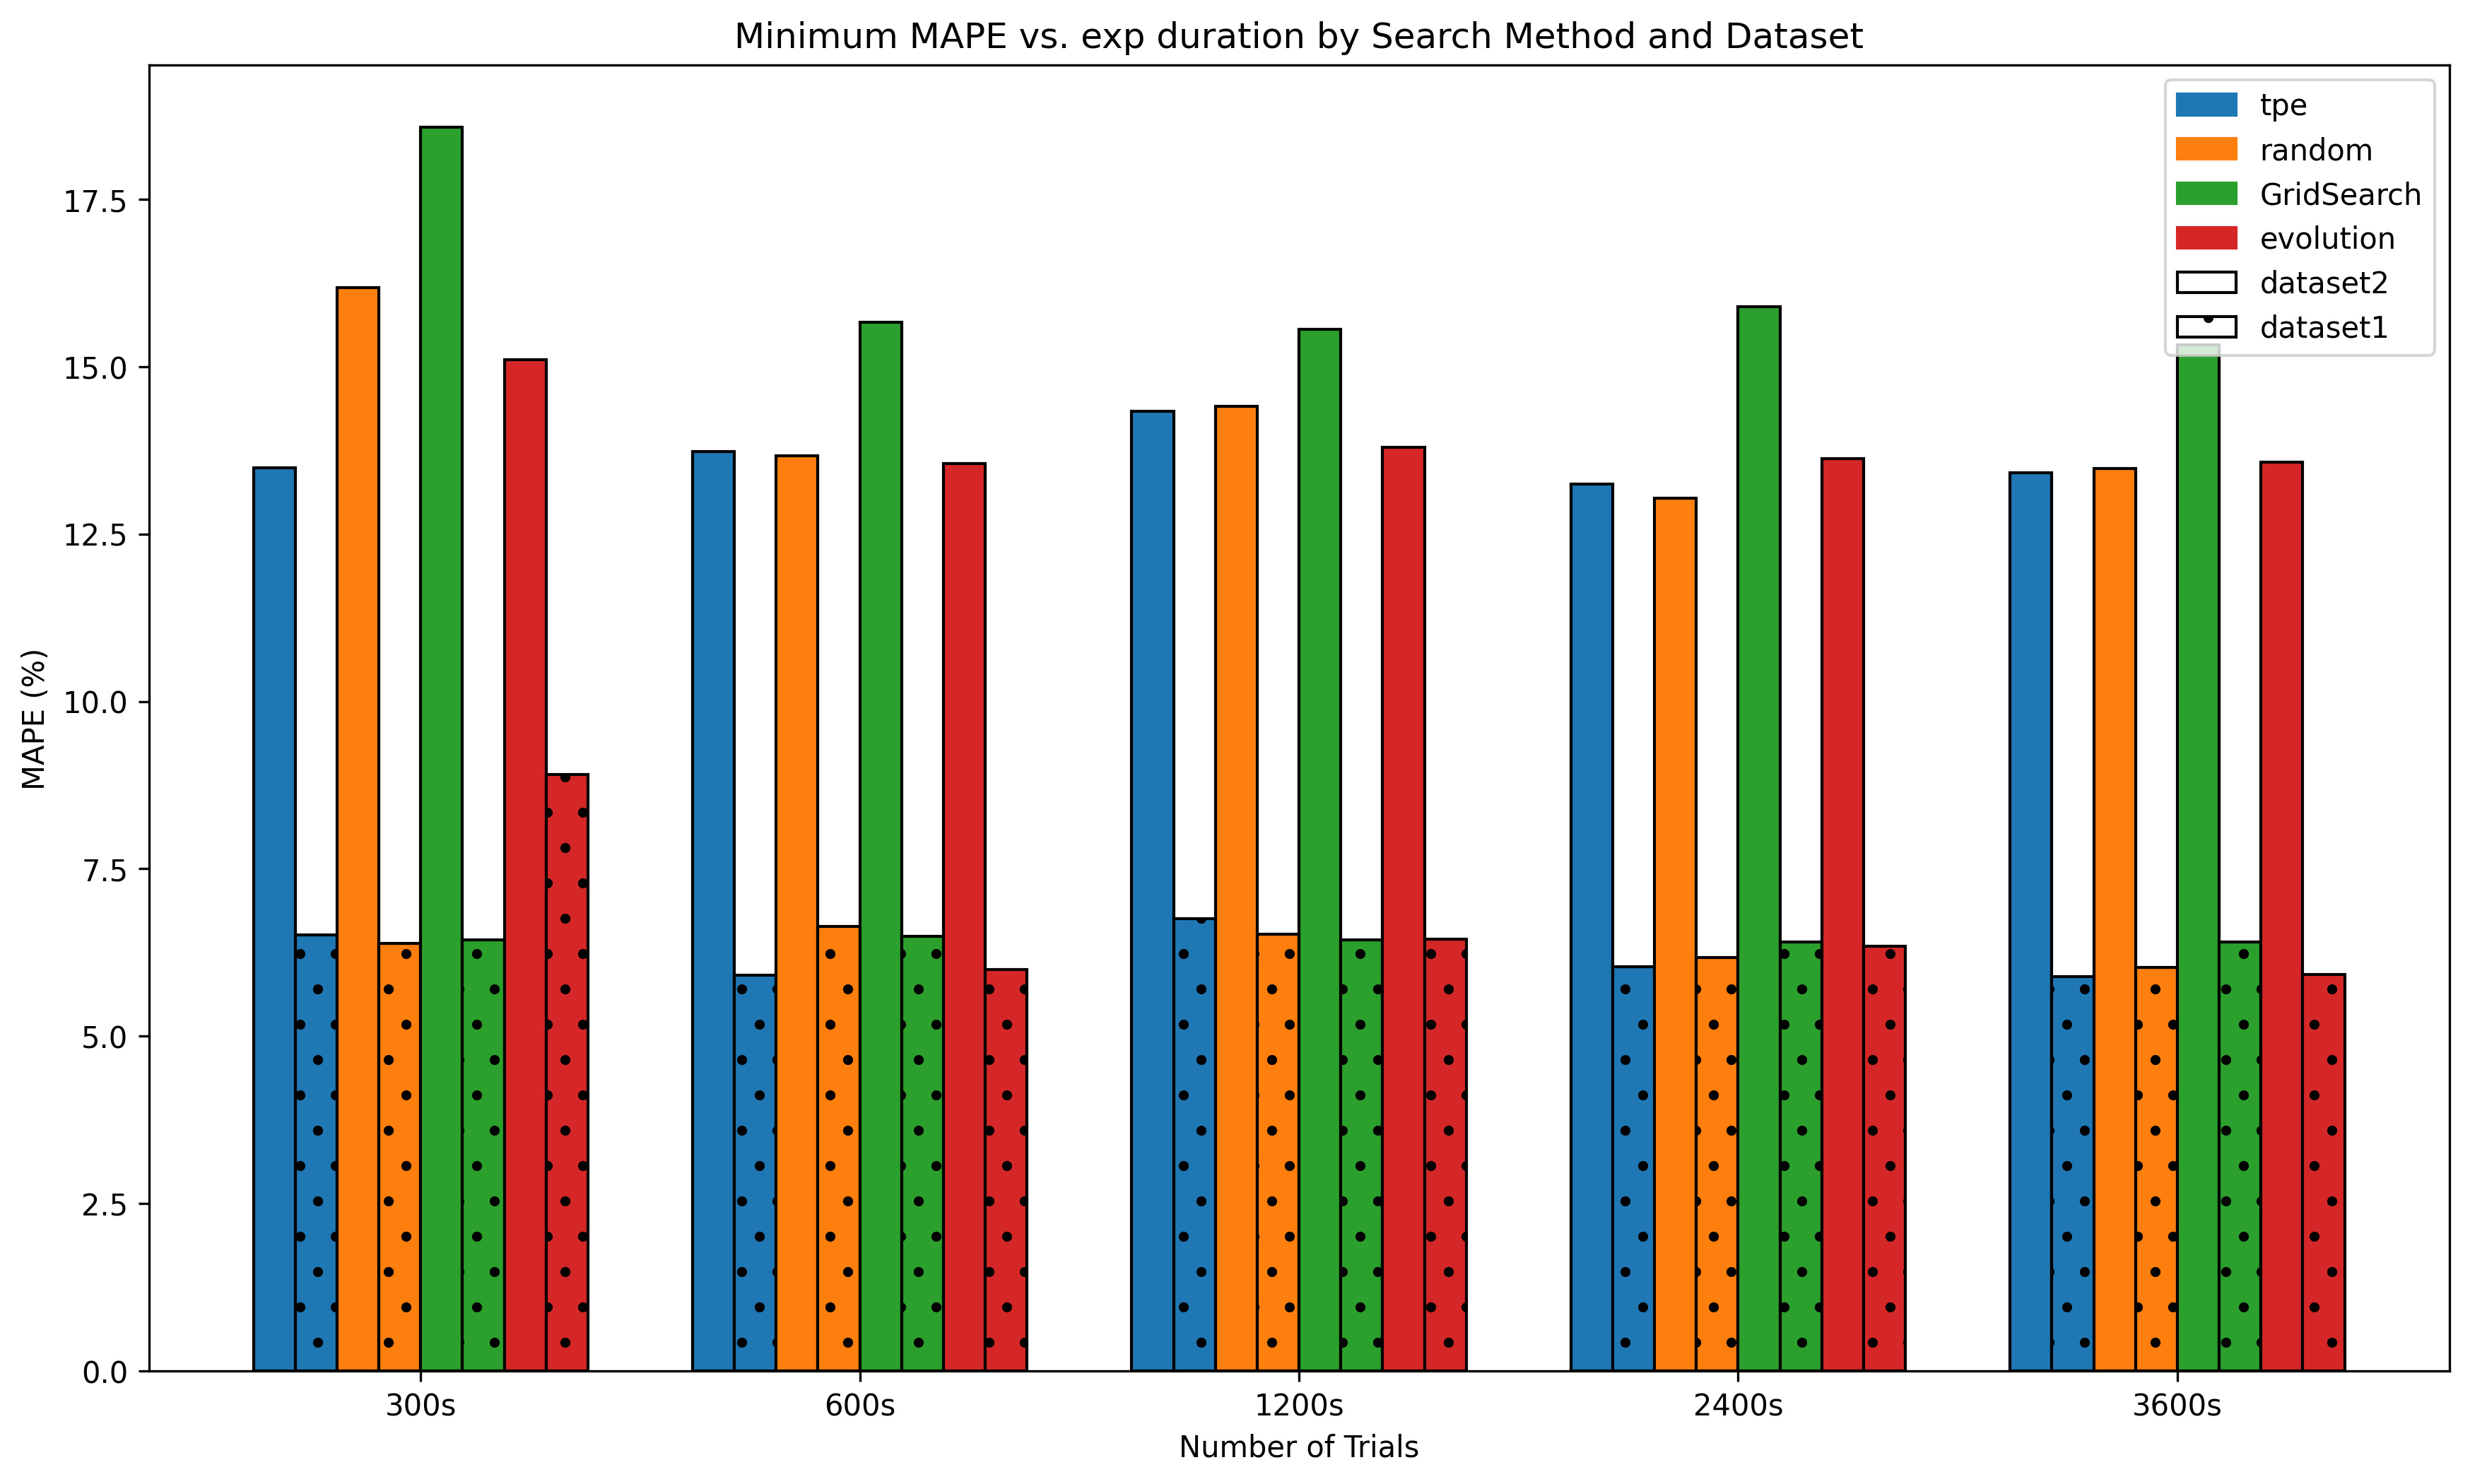 Minimum MAPE vs. exp duration by Search Method and Dataset
tpe
random
GridSearch
evolution
dataset2
dataset1
MAPE (%)
17.5
15.0
12.5
10.0
7.5
5.0
2.5
0.0
300s 600s 1200s 2400s 3600s
Number of Trials